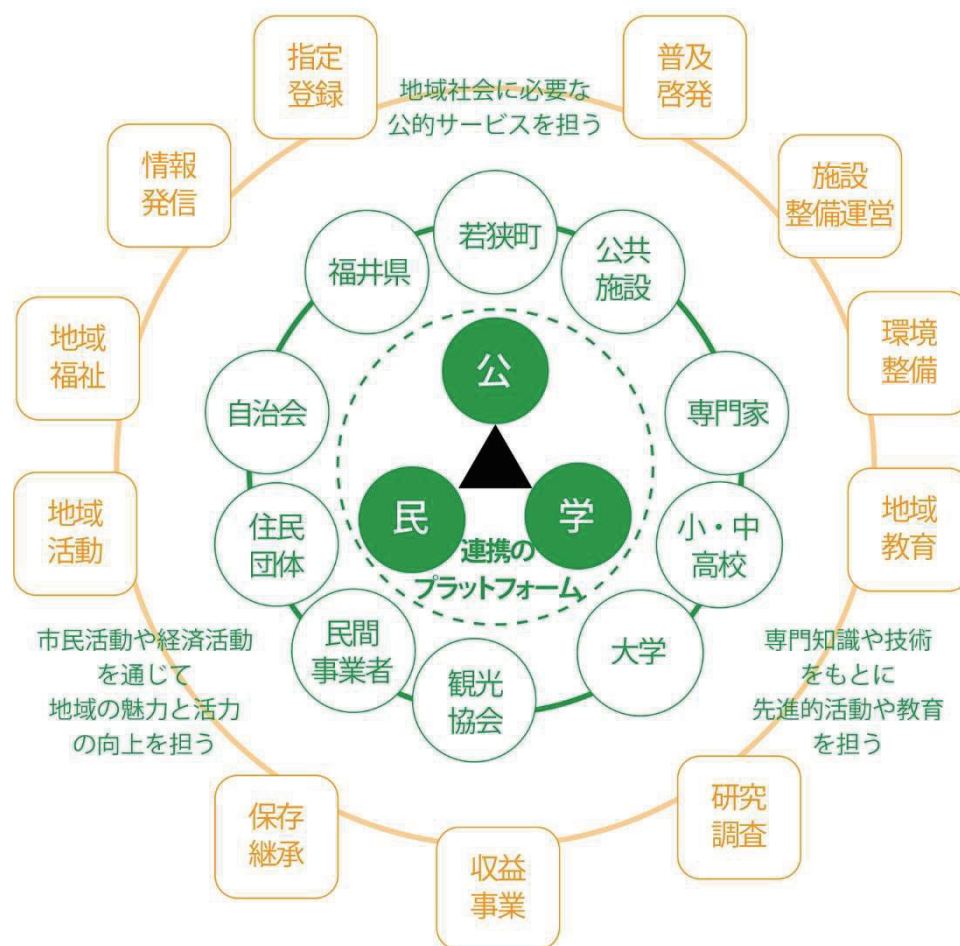 指定
登録
普及
啓発
地域社会に必要な
公的サービスを担う
情報
発信
施設
整備運営
若狭町
福井県
公共
施設
地域
福祉
環境
整備
公
自治会
専門家
地域
活動
住民
団体
民
学
小・中
高校
地域
教育
連携の
プラットフォーム
民間
事業者
大学
観光
協会
市民活動や経済活動
を通じて
地域の魅力と活力
の向上を担う
専門知識や技術
をもとに
先進的活動や教育
を担う
保存
継承
研究
調査
収益
事業